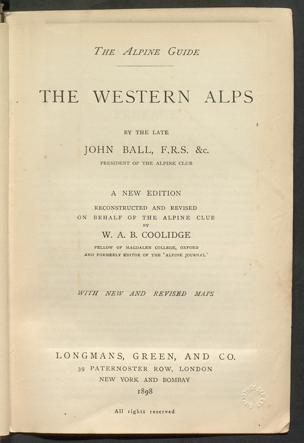 The Alpine Guide
THE WESTERN ALPS
BY THE LATE
JOHN BALL, F.R.S. &c.
PRESIDENT OF THE ALPINE CLUB
A NEW EDITION
RECONSTRUCTED AND REVISED
ON BEHALF OF THE ALPINE CLUB
BY
W. A. B. COOLIDGE
FELLOW OF MAGDALEN COLLEGE, OXFORD
AND FORMERLY EDITOR OF THE 'ALPINE JOURNAL'
WITH NEW AND REVISED MAPS
LONGMANS, GREEN, AND CO.
39 PATERNOSTER ROW, LONDON
NEW YORK AND BOMBAY
1898
All rights reserved